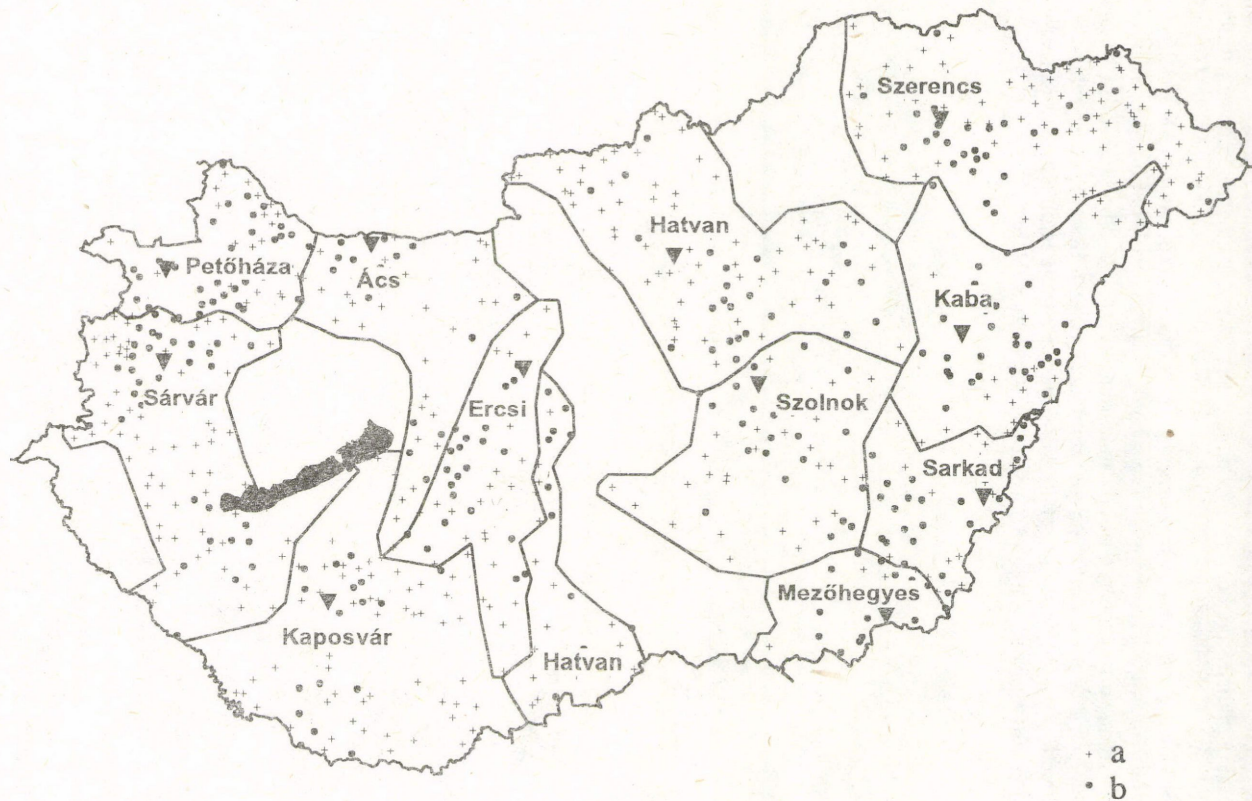 Szerencs
Hatvan
Petőháza
Ács
Kaba
Sárvár
Ercsi
Szolnok
Sarkad
Mezőhegyes
Kaposvár
Hatvan
a
b